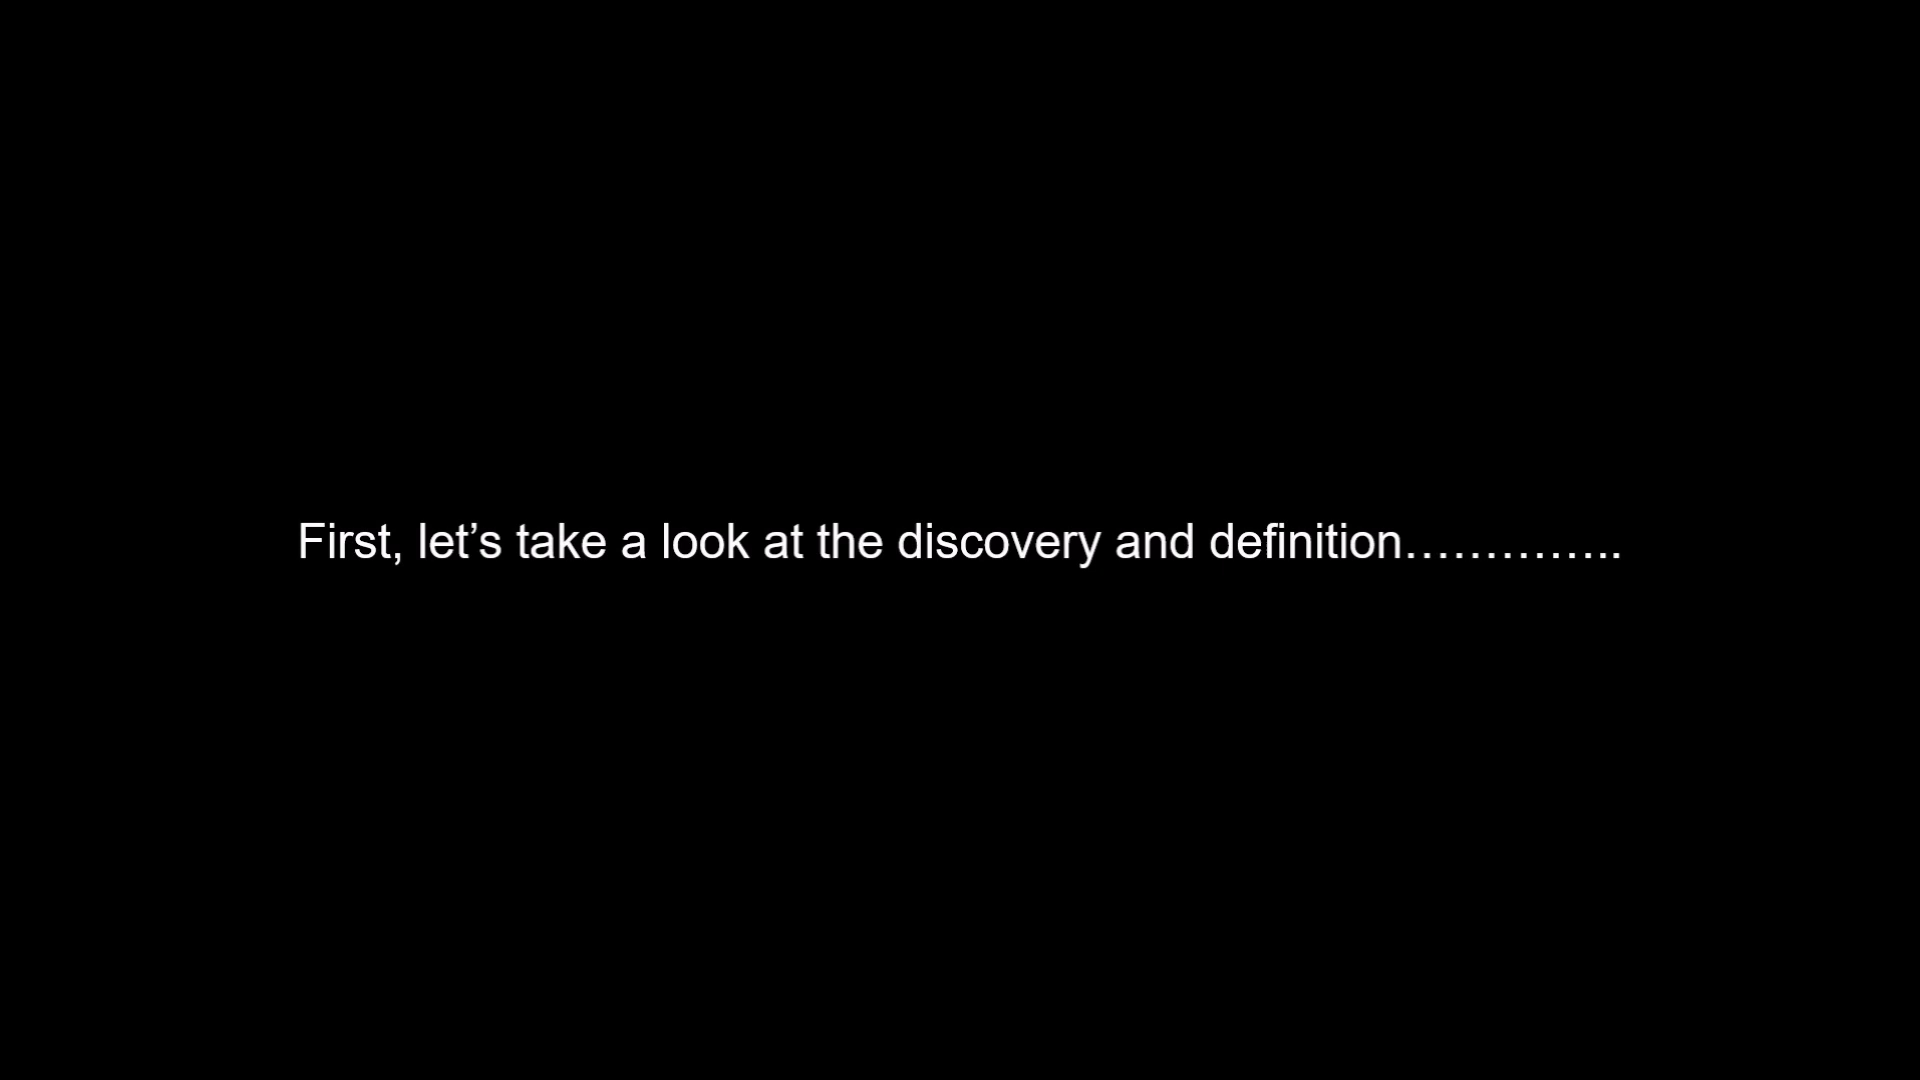 First, let’s take a look at the discovery and definition…………..